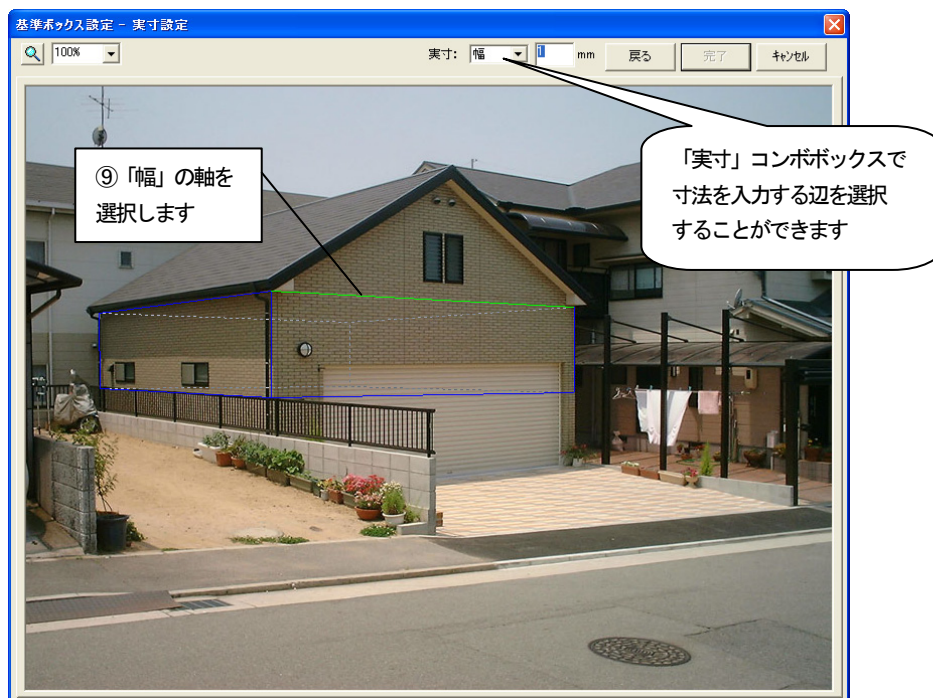 基準ボックス設定 - 実寸設定
100%
実寸: 幅 1 mm 戻る 完了 キャンセル
「実寸」コンボボックスで
寸法を入力する辺を選択
することができます
⑨「幅」の軸を
選択します